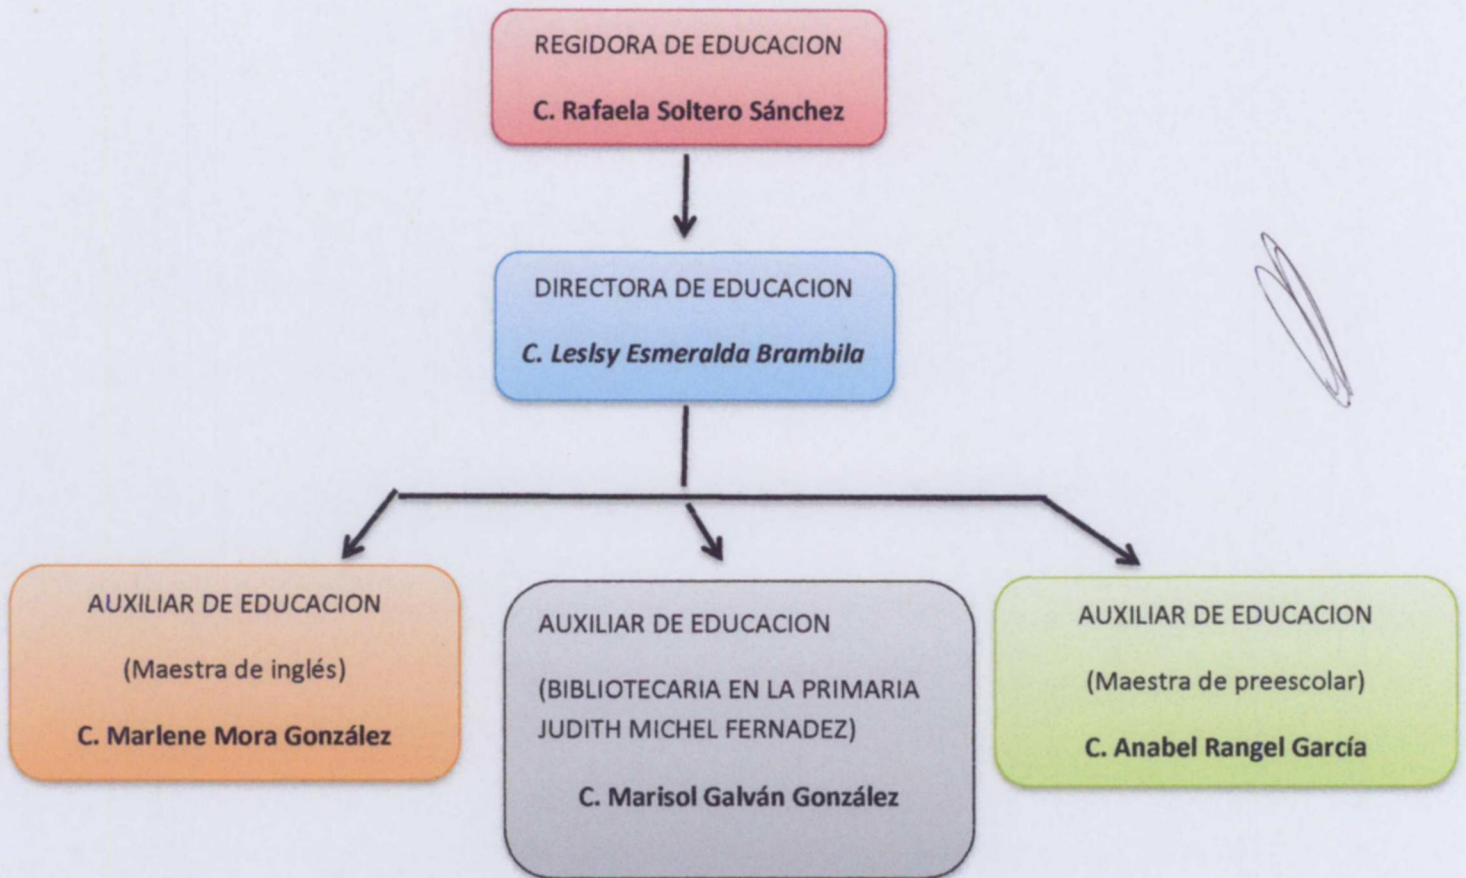 REGIDORA DE EDUCACION
C. Rafaela Soltero Sánchez
DIRECTORA DE EDUCACION
C. Leslsy Esmeralda Brambila
AUXILIAR DE EDUCACION
(Maestra de inglés)
C. Marlene Mora González
AUXILIAR DE EDUCACION
(BIBLIOTECARIA EN LA PRIMARIA
JUDITH MICHEL FERNADEZ)
C. Marisol Galván González
AUXILIAR DE EDUCACION
(Maestra de preescolar)
C. Anabel Rangel García